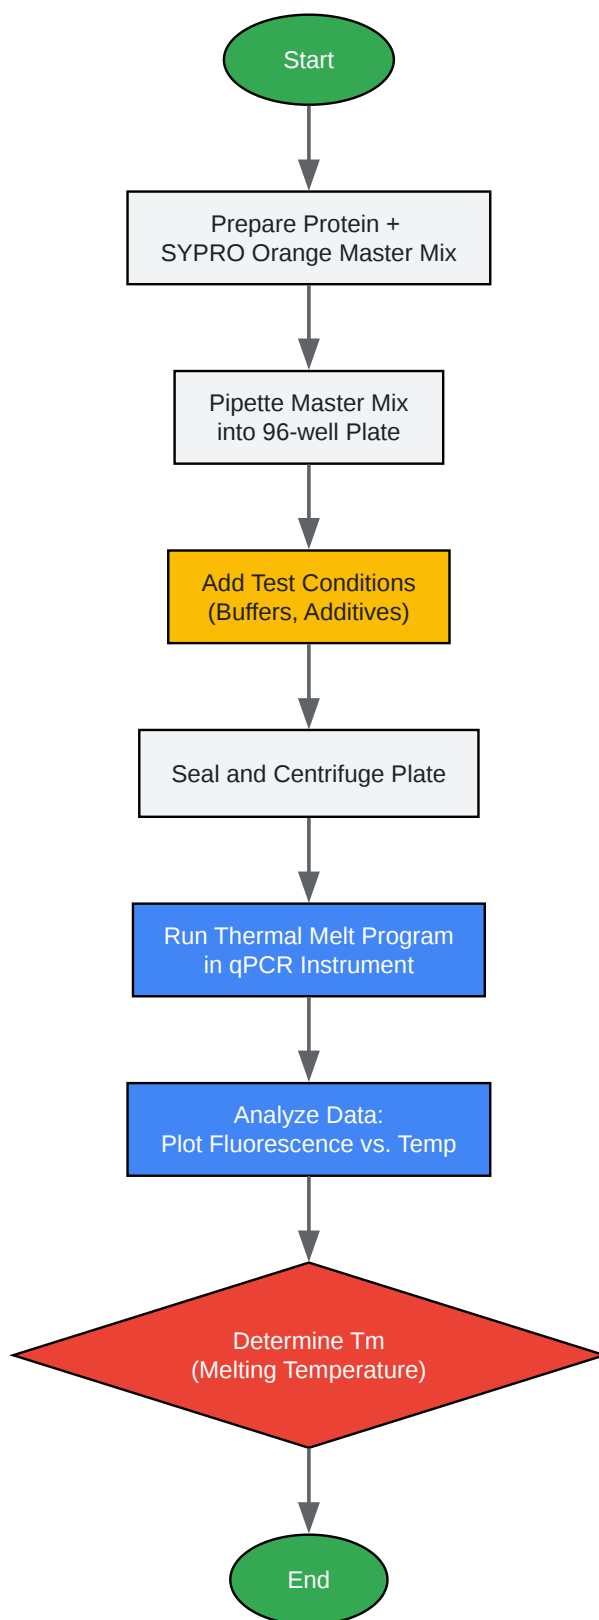 Start
Prepare Protein +
SYPRO Orange Master Mix
Pipette Master Mix
into 96-well Plate
Add Test Conditions
(Buffers, Additives)
Seal and Centrifuge Plate
Run Thermal Melt Program
in qPCR Instrument
Analyze Data:
Plot Fluorescence vs. Temp
Determine Tm
(Melting Temperature)
End